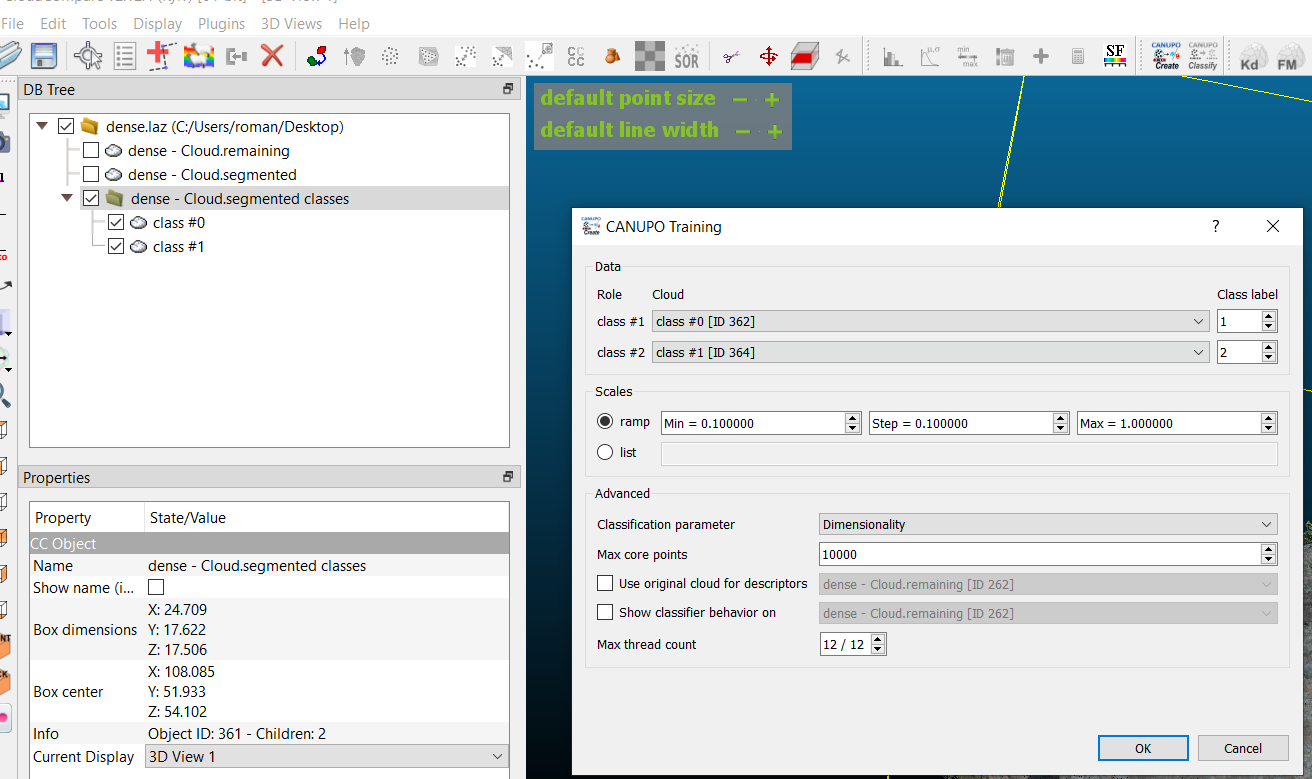 File Edit Tools Display Plugins 3D Views Help
CC
CC
SOR
μ,σ
min
max
SF
CANUPO
Create
CANUPO
Classify
Kd
FM
DB Tree
dense.laz (C:/Users/roman/Desktop)
dense - Cloud.remaining
dense - Cloud.segmented
dense - Cloud.segmented classes
class #0
class #1
Properties
Property State/Value
CC Object
Name dense - Cloud.segmented classes
Show name (i...
Box dimensions X: 24.709
Y: 17.622
Z: 17.506
Box center X: 108.085
Y: 51.933
Z: 54.102
Info Object ID: 361 - Children: 2
Current Display 3D View 1
default point size - +
default line width - +
CANUPO Create CANUPO Training ?
Data
Role Cloud Class label
class #1 class #0 [ID 362] 1
class #2 class #1 [ID 364] 2
Scales
ramp Min = 0.100000 Step = 0.100000 Max = 1.000000
list
Advanced
Classification parameter Dimensionality
Max core points 10000
Use original cloud for descriptors dense - Cloud.remaining [ID 262]
Show classifier behavior on dense - Cloud.remaining [ID 262]
Max thread count 12 / 12
OK Cancel